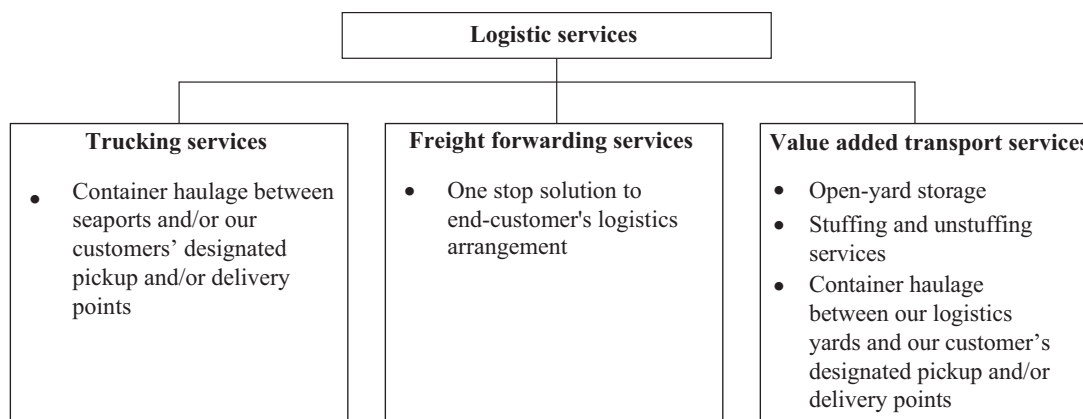 Logistic services
Trucking services
• Container haulage between
seaports and/or our
customers’ designated
pickup and/or delivery
points
Freight forwarding services
• One stop solution to
end-customer's logistics
arrangement
Value added transport services
• Open-yard storage
• Stuffing and unstuffing
services
• Container haulage
between our logistics
yards and our customer’s
designated pickup and/or
delivery points